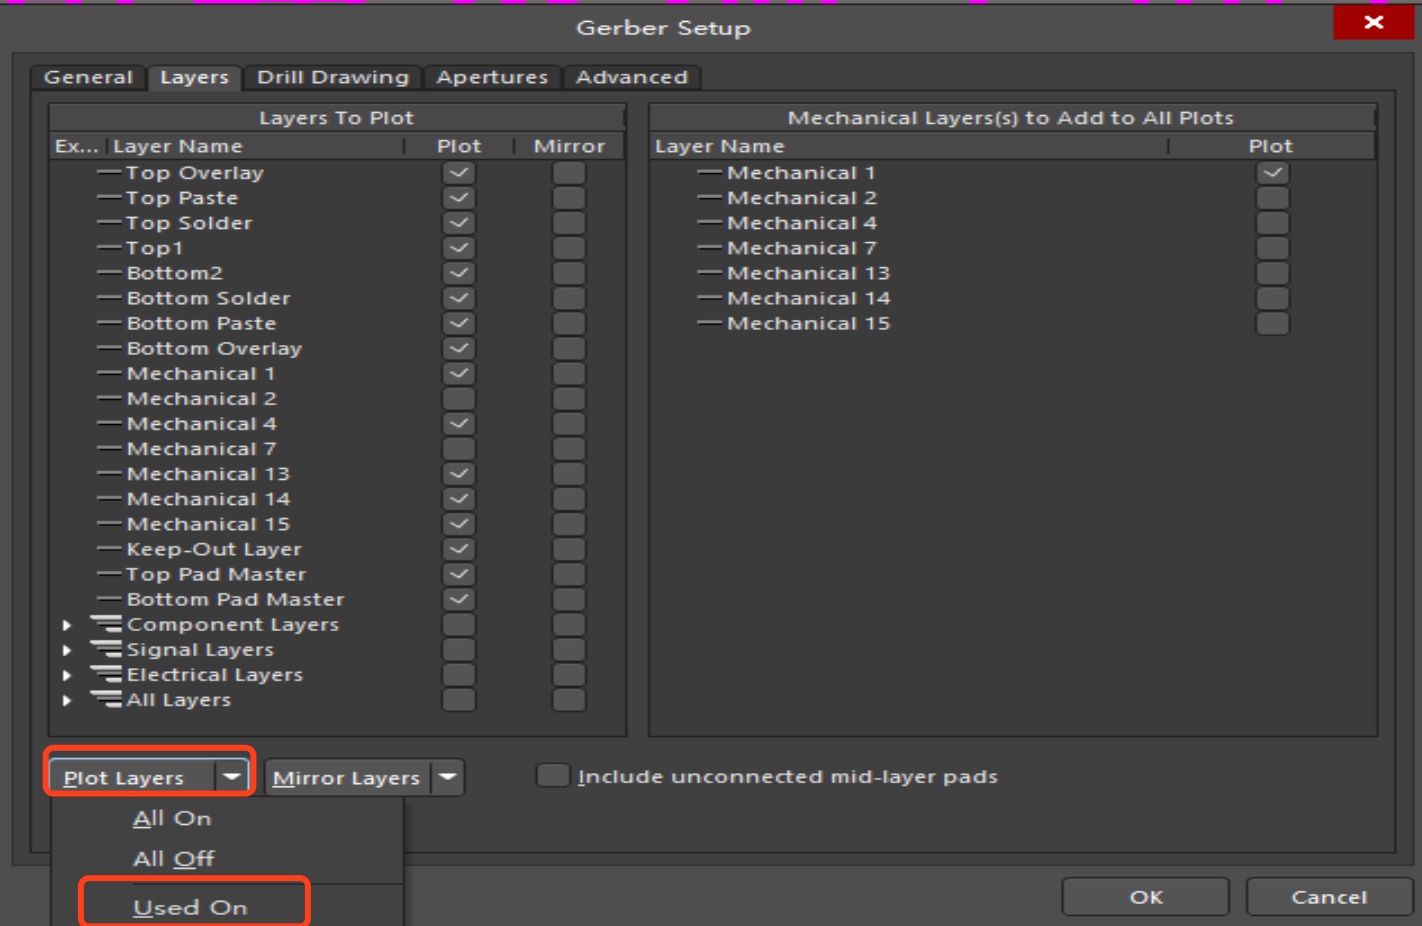 Gerber Setup
General Layers Drill Drawing Apertures Advanced
Layers To Plot
Ex... Layer Name Plot Mirror
Top Overlay
Top Paste
Top Solder
Top1
Bottom2
Bottom Solder
Bottom Paste
Bottom Overlay
Mechanical 1
Mechanical 2
Mechanical 4
Mechanical 7
Mechanical 13
Mechanical 14
Mechanical 15
Keep-Out Layer
Top Pad Master
Bottom Pad Master
Component Layers
Signal Layers
Electrical Layers
All Layers
Mechanical Layers(s) to Add to All Plots
Layer Name Plot
Mechanical 1
Mechanical 2
Mechanical 4
Mechanical 7
Mechanical 13
Mechanical 14
Mechanical 15
Plot Layers Mirror Layers Include unconnected mid-layer pads
All On
All Off
Used On
OK Cancel